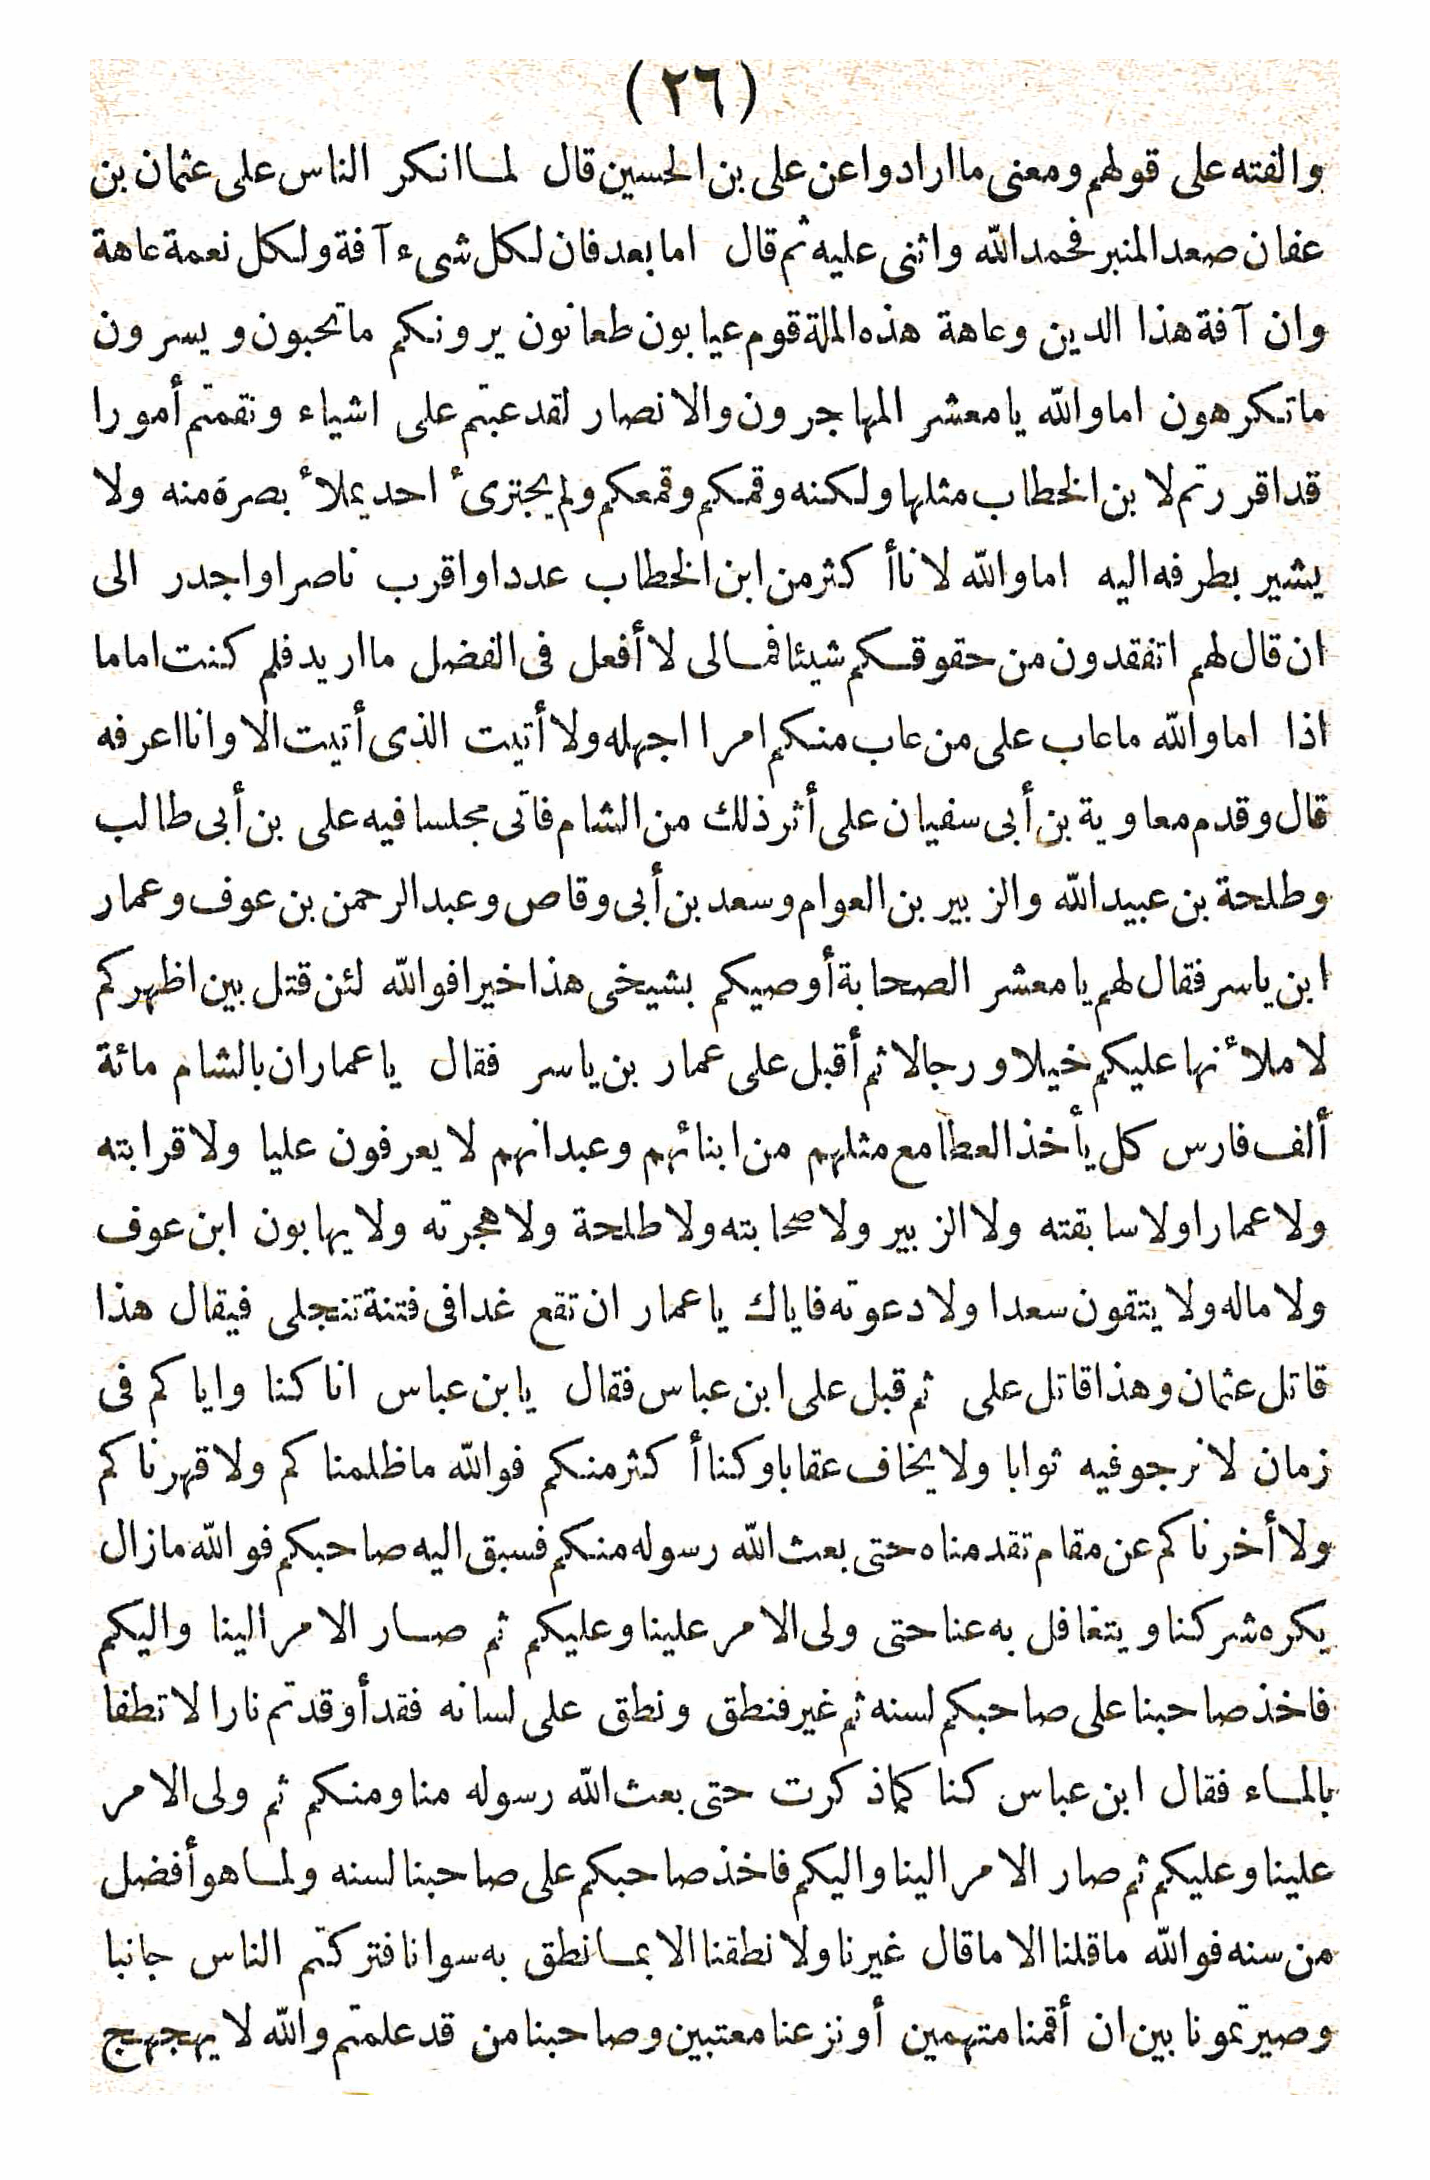 (٢٦)
والفته على قولهم ومعنى ما ارادوا عن على بن الحسين قال لما انكر الناس على عثمان بن
عفان صعد المنبر فحمد الله واثنى عليه ثم قال اما بعد فان لكل شىء آفة ولكل نعمة عاهة
وان آفة هذا الدين وعاهة هذه الملة قوم عيابون طعانون يرونكم ما تحبون ويسرون
ما تكرهون اما والله يا معشر المهاجرون والانصار لقد عبتم على اشياء ونقمتم أمورا
قد اقررتم لابن الخطاب مثلها ولكنه وقمكم وقمعكم ولم يجترىٔ احد يملأ بصرة منه ولا
يشير بطرفه اليه اما والله لانا أكثر من ابن الخطاب عددا واقرب ناصرا واجدر الى
ان قال لهم اتفقدون من حقوقكم شيئا فمالى لا أفعل فى الفضل ما اريد فلم كنت اماما
اذا اما والله ما عاب على من عاب منكم امرا اجهله ولا أتيت الذى أتيت الا وانا اعرفه
قال وقدم معاوية بن أبى سفيان على أثر ذلك من الشام فاتى مجلسا فيه على بن أبى طالب
وطلحة بن عبيد الله والزبير بن العوام وسعد بن أبى وقاص وعبد الرحمن بن عوف وعمار
ابن ياسر فقال لهم يا معشر الصحابة أوصيكم بشيخى هذا خيرا فوالله لئن قتل بين اظهركم
لاملأنها عليكم خيلا ورجالا ثم أقبل على عمار بن ياسر فقال يا عمار ان بالشام مائة
ألف فارس كل يأخذ العطا مع مثلهم من ابنائهم وعبدانهم لا يعرفون عليا ولا قرابته
ولا عمارا ولا سابقته ولا الزبير ولا صحابته ولا طلحة ولا هجرته ولا يهابون ابن عوف
ولا ماله ولا يتقون سعدا ولا دعوته فاياك يا عمار ان تقع غدا فى فتنة تنجلى فيقال هذا
قاتل عثمان وهذا قاتل على ثم قبل على ابن عباس فقال يا بن عباس انا كنا واياكم فى
زمان لا نرجو فيه ثوابا ولا يخاف عقابا وكنا أكثر منكم فوالله ما ظلمناكم ولا قهرناكم
ولا أخرناكم عن مقام تقدمناه حتى بعث الله رسوله منكم فسبق اليه صاحبكم فوالله ما زال
يكره شركنا ويتغافل به عنا حتى ولى الامر علينا وعليكم ثم صار الامر الينا واليكم
فاخذ صاحبنا على صاحبكم لسنه ثم غير فنطق ونطق على لسانه فقد أوقدتم نارا لا تطفا
بالماء فقال ابن عباس كنا كما ذكرت حتى بعث الله رسوله منا ومنكم ثم ولى الامر
علينا وعليكم ثم صار الامر الينا واليكم فاخذ صاحبكم على صاحبنا لسنه ولما هو أفضل
من سنه فوالله ما قلنا الا ما قال غيرنا ولا نطقنا الا بما نطق به سوانا فتركتم الناس جانبا
وصيرتمونا بين ان أقمنا متهمين أو نزعنا معتبين وصاحبنا من قد علمتم والله لا يهجهج